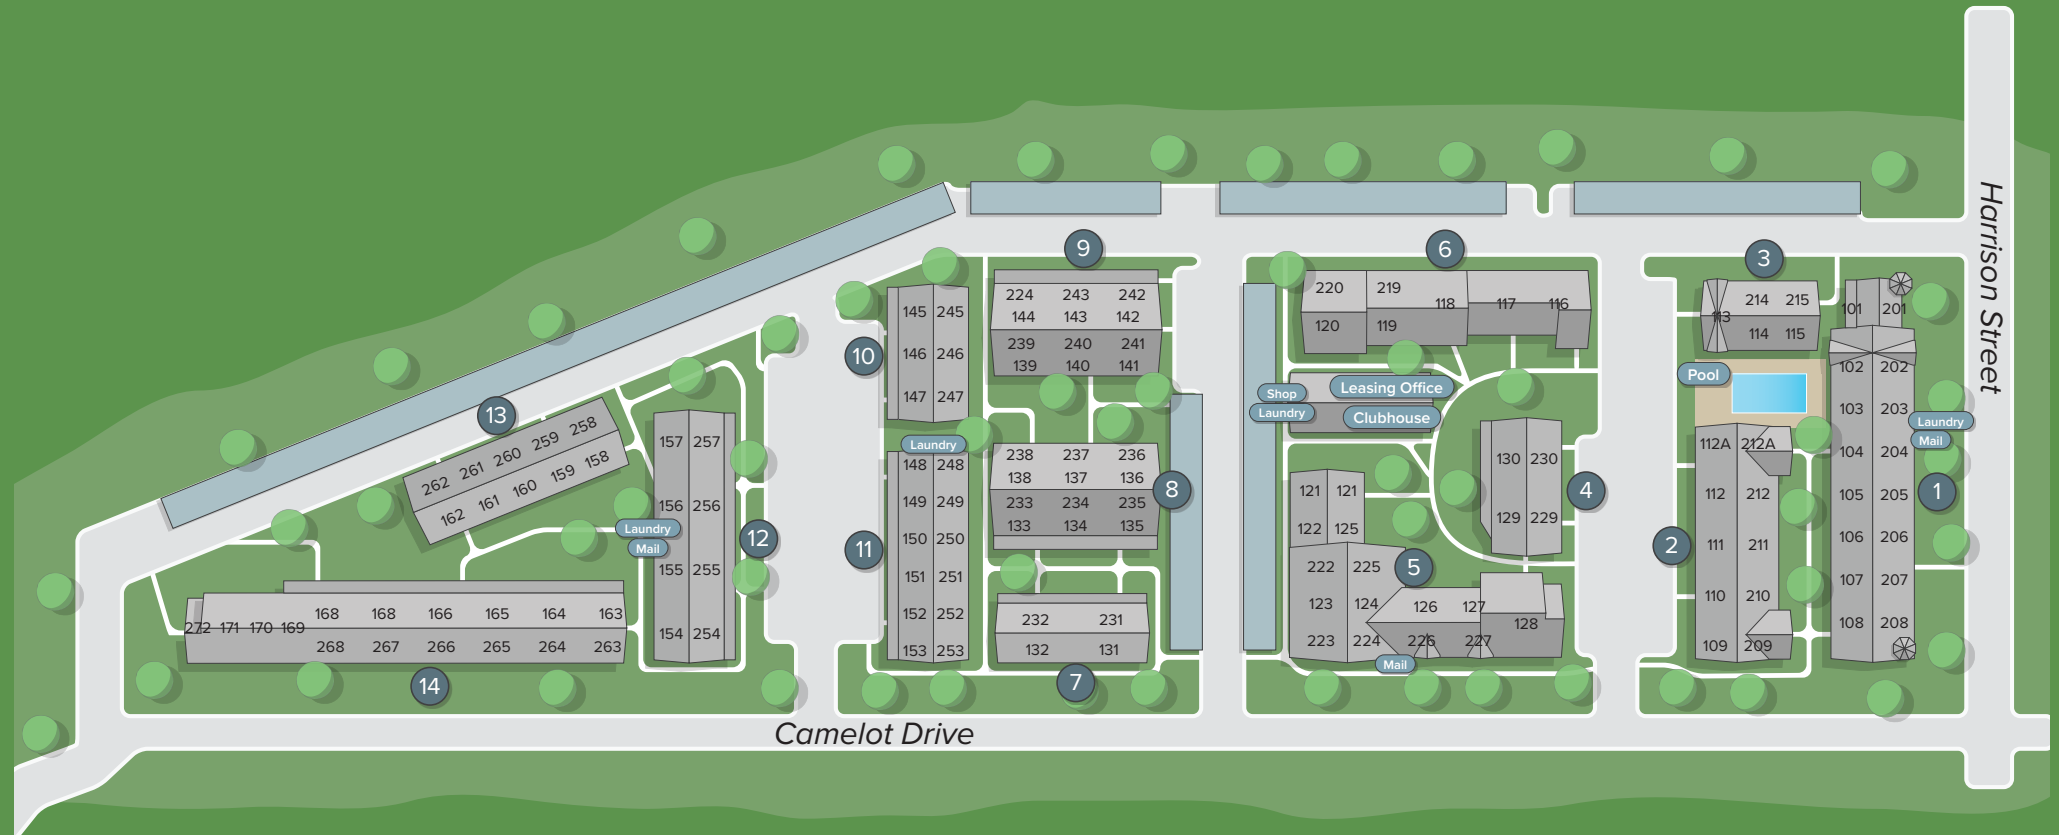 9
6
3
Harrison Street
224 243 242
144 143 142
239 240 241
139 140 141
10
145 245
146 246
147 247
220 219
118 117 116
120 119
214 215
113
114 115
101 201
102 202
103 203
104 204
105 205
106 206
107 207
108 208
Laundry
Mail
1
Pool
Shop
Laundry
Leasing Office
Clubhouse
13
262 261 260 259 258
162 161 160 159 158
157 257
156 256
155 255
154 254
Laundry
Mail
12
Laundry
11
148 248
149 249
150 250
151 251
152 252
153 253
238 237 236
138 137 136
233 234 235
133 134 135
8
232 231
132 131
7
130 230
129 229
4
121 121
122 125
222 225
123 124
223 224
5
126 127
226 227
128
Mail
2
112A 212A
112 212
111 211
110 210
109 209
272 171 170 169 168 168 166 165 164 163
268 267 266 265 264 263
14
Camelot Drive